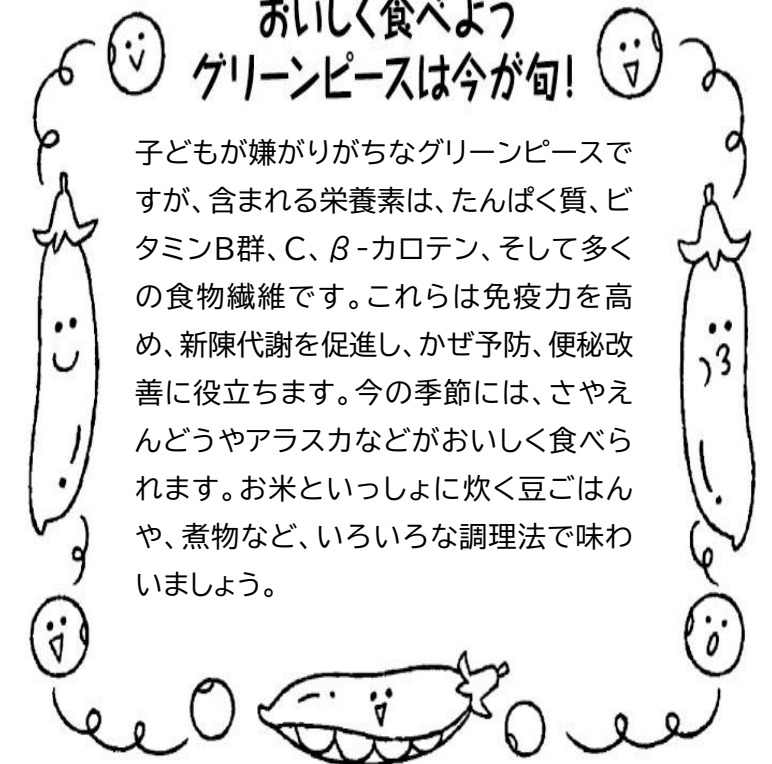 おいしく食べよう
グリーンピースは今が旬!
子どもが嫌がりがちなグリーンピースで
すが、含まれる栄養素は、たんぱく質、ビ
タミンB群、C、β-カロテン、そして多く
の食物繊維です。これらは免疫力を高
め、新陳代謝を促進し、かぜ予防、便秘改
善に役立ちます。今の季節には、さやえ
んどうやアラスカなどがおいしく食べら
れます。お米といっしょに炊く豆ごはん
や、煮物など、いろいろな調理法で味わ
いましょう。